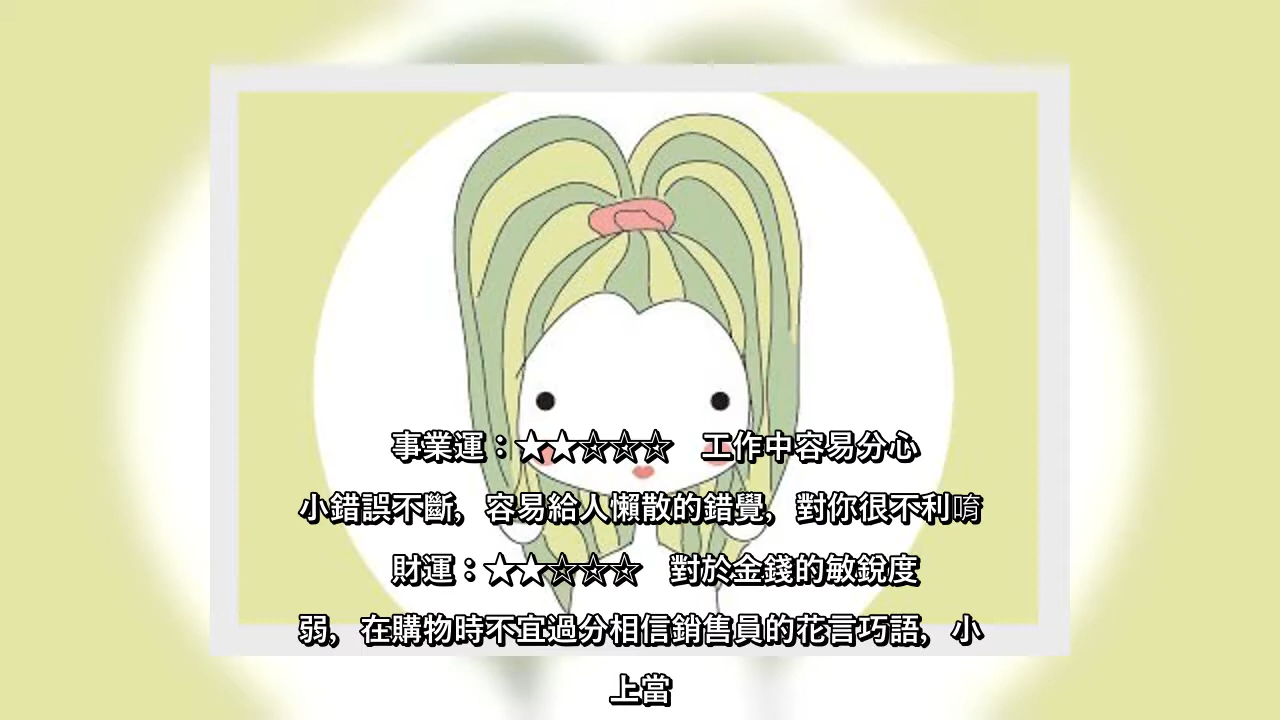 事業運：★★☆☆☆　工作中容易分心
小錯誤不斷，容易給人懶散的錯覺，對你很不利唷
財運：★★☆☆☆　對於金錢的敏銳度
弱，在購物時不宜過分相信銷售員的花言巧語，小
上當